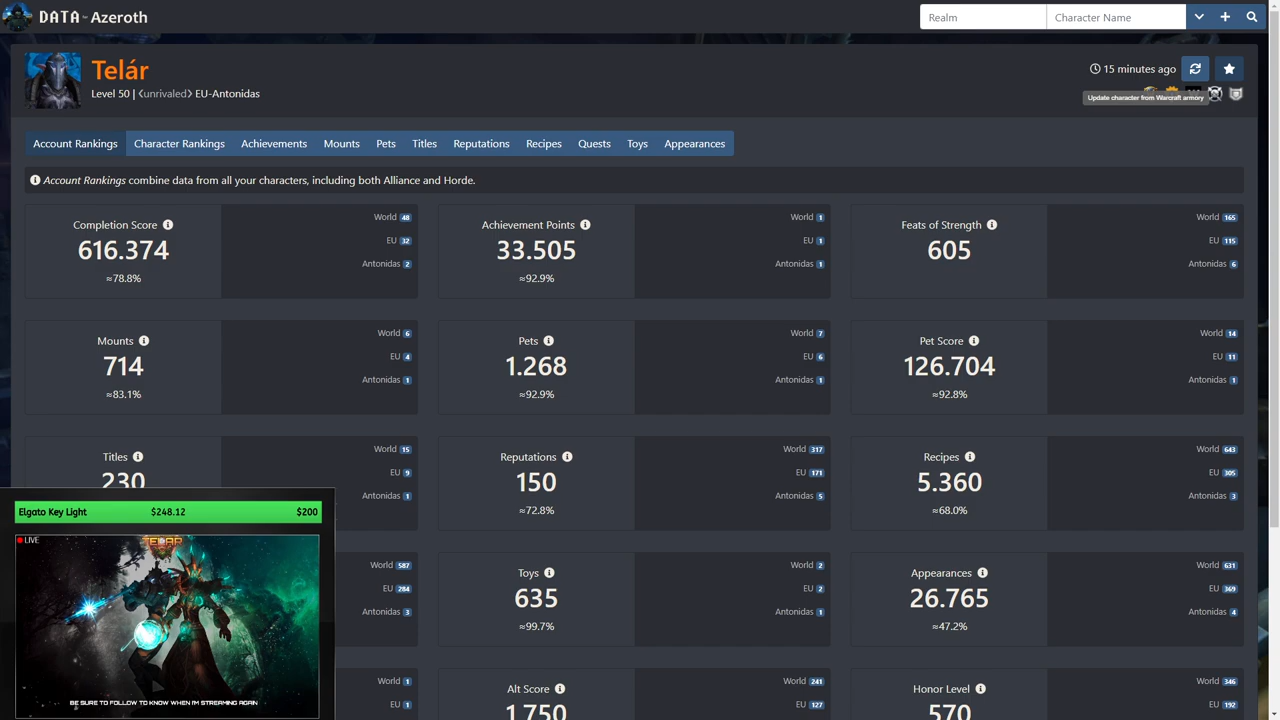 DATA Azeroth
Realm
Character Name
Telár
Level 50 | <unrivaled> EU-Antonidas
15 minutes ago
Update character from Warcraft armory
Account Rankings
Character Rankings
Achievements
Mounts
Pets
Titles
Reputations
Recipes
Quests
Toys
Appearances
Account Rankings combine data from all your characters, including both Alliance and Horde.
Completion Score
616.374
≈78.8%
World 48
EU 32
Antonidas 2
Achievement Points
33.505
≈92.9%
World 1
EU 1
Antonidas 1
Feats of Strength
605
World 165
EU 115
Antonidas 6
Mounts
714
≈83.1%
World 6
EU 4
Antonidas 1
Pets
1.268
≈92.9%
World 7
EU 6
Antonidas 1
Pet Score
126.704
≈92.8%
World 14
EU 11
Antonidas 1
Titles
230
World 15
EU 9
Antonidas 1
Reputations
150
≈72.8%
World 317
EU 171
Antonidas 5
Recipes
5.360
≈68.0%
World 643
EU 305
Antonidas 3
World 587
EU 284
Antonidas 3
Toys
635
≈99.7%
World 2
EU 2
Antonidas 1
Appearances
26.765
≈47.2%
World 631
EU 369
Antonidas 4
World 1
EU 1
Alt Score
1.750
World 241
EU 127
Honor Level
570
World 346
EU 192
Elgato Key Light $248.12 $200
LIVE
TELAR
BE SURE TO FOLLOW TO KNOW WHEN I'M STREAMING AGAIN